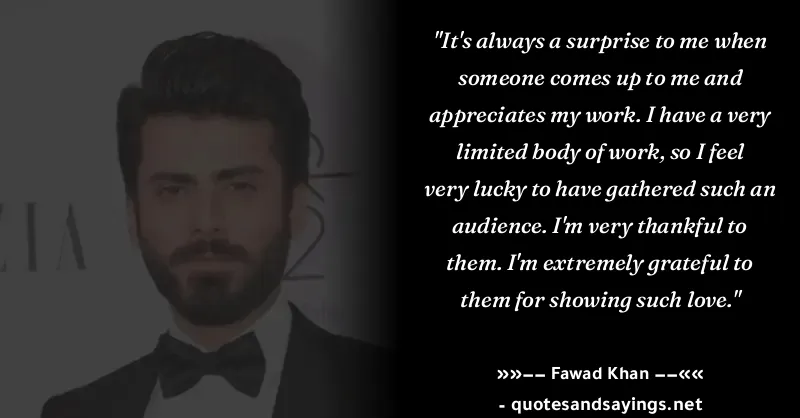 "It's always a surprise to me when
someone comes up to me and
appreciates my work. I have a very
limited body of work, so I feel
very lucky to have gathered such an
audience. I'm very thankful to
them. I'm extremely grateful to
them for showing such love."
»»–– Fawad Khan ––««
- quotesandsayings.net
ZIA